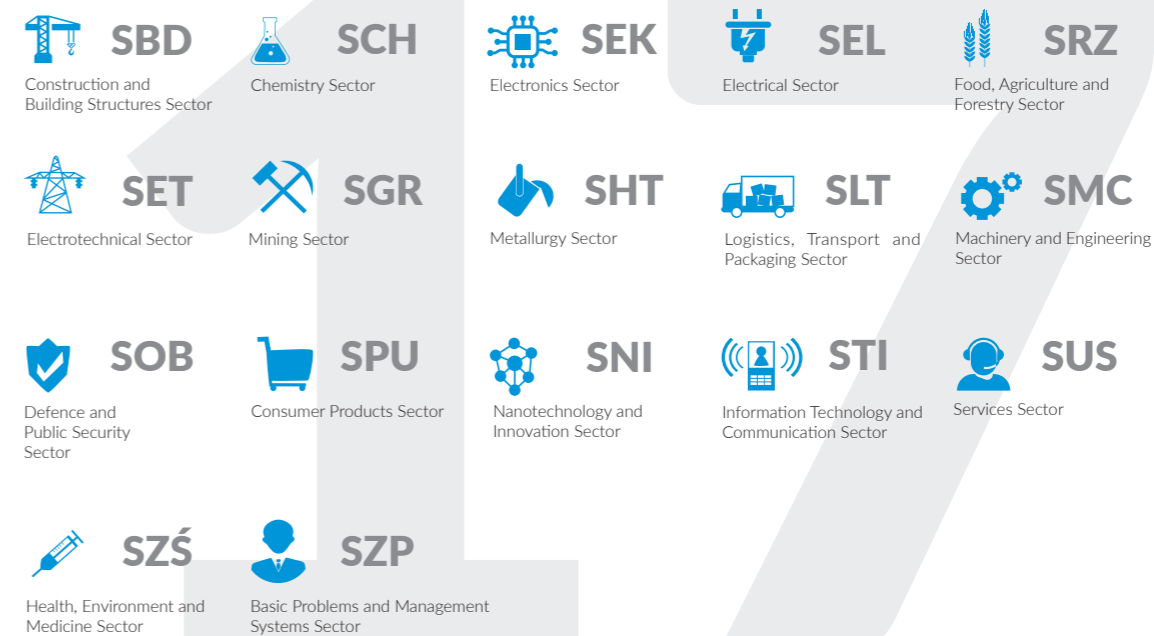 SBD
Construction and
Building Structures Sector
SCH
Chemistry Sector
SEK
Electronics Sector
SEL
Electrical Sector
SRZ
Food, Agriculture and
Forestry Sector
SET
Electrotechnical Sector
SGR
Mining Sector
SHT
Metallurgy Sector
SLT
Logistics, Transport and
Packaging Sector
SMC
Machinery and Engineering
Sector
SOB
Defence and
Public Security
Sector
SPU
Consumer Products Sector
SNI
Nanotechnology and
Innovation Sector
STI
Information Technology and
Communication Sector
SUS
Services Sector
SZŚ
Health, Environment and
Medicine Sector
SZP
Basic Problems and Management
Systems Sector
17